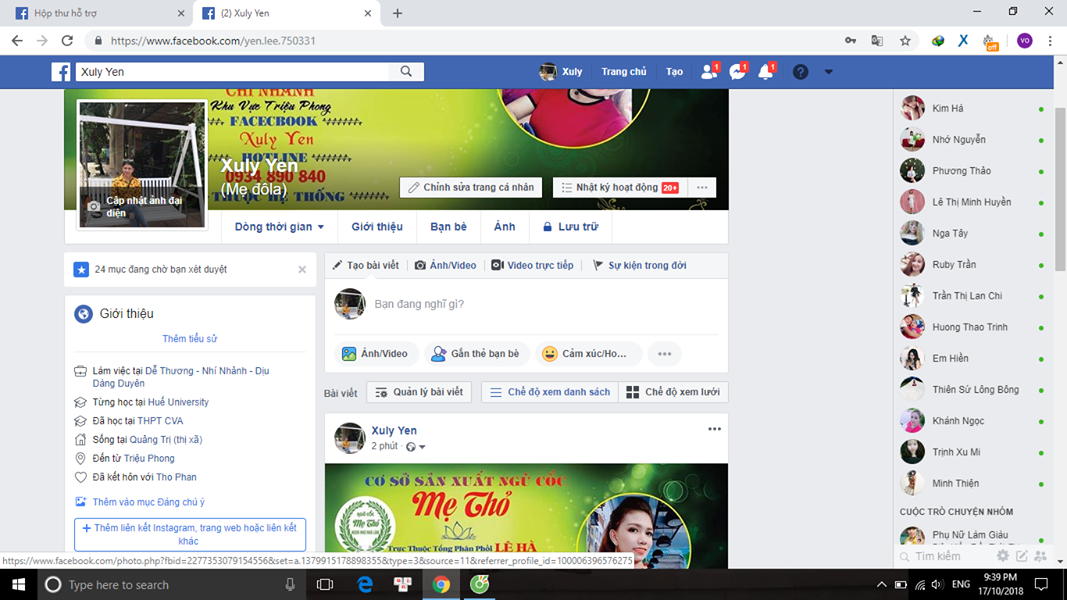 Hộp thư hỗ trợ
(2) Xuly Yen
https://www.facebook.com/yen.lee.750331
VO
off
Xuly Yen
Xuly
Trang chủ
Tạo
1
1
1
CHI NHÁNH
Khu Vực Triệu Phong
FACECBOOK
Xuly Yen
HOTLINE
0934 890 840
THUỘC HỆ THỐNG
Xuly Yen
(Mẹ đôla)
Cập nhật ảnh đại
diện
Chỉnh sửa trang cá nhân
Nhật ký hoạt động 20+
Dòng thời gian
Giới thiệu
Bạn bè
Ảnh
Lưu trữ
24 mục đang chờ bạn xét duyệt
Giới thiệu
Thêm tiểu sử
Làm việc tại Dễ Thương - Nhí Nhảnh - Dịu
Dàng Duyên
Từng học tại Huế University
Đã học tại THPT CVA
Sống tại Quảng Trị (thị xã)
Đến từ Triệu Phong
Đã kết hôn với Tho Phan
Thêm vào mục Đáng chú ý
+ Thêm liên kết Instagram, trang web hoặc liên kết
khác
Tạo bài viết
Ảnh/Video
Video trực tiếp
Sự kiện trong đời
Bạn đang nghĩ gì?
Ảnh/Video
Gắn thẻ bạn bè
Cảm xúc/Ho...
Bài viết
Quản lý bài viết
Chế độ xem danh sách
Chế độ xem lưới
Xuly Yen
2 phút
CƠ SỞ SẢN XUẤT NGŨ CỐC
Mẹ Thỏ
NGŨ CỐC
Mẹ Thỏ
Trực Thuộc Tổng Phân Phối LÊ HÀ
Kim Há
Nhớ Nguyễn
Phương Thảo
Lê Thị Minh Huyền
Nga Tây
Ruby Trần
Trần Thị Lan Chi
Huong Thao Trinh
Em Hiền
Thiên Sứ Lông Bông
Khánh Ngọc
Trịnh Xu Mi
Minh Thiện
CUỘC TRÒ CHUYỆN NHÓM
Phụ Nữ Làm Giàu
Tìm kiếm
https://www.facebook.com/photo.php?fbid=2277353079154556&set=a.1379915178898355&type=3&source=11&referrer_profile_id=100006396576275
Type here to search
ENG
9:39 PM
17/10/2018